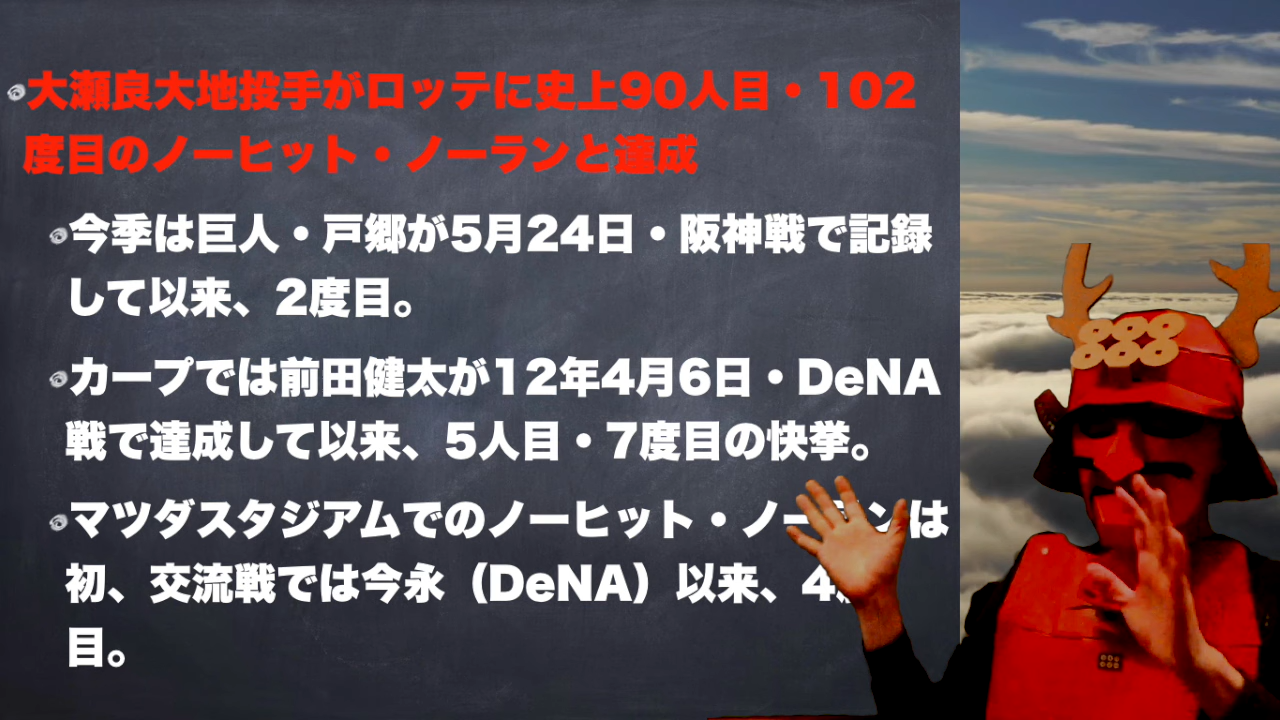 大瀬良大地投手がロッテに史上90人目・102
度目のノーヒット・ノーランと達成
今季は巨人・戸郷が5月24日・阪神戦で記録
して以来、2度目。
カープでは前田健太が12年4月6日・DeNA
戦で達成して以来、5人目・7度目の快挙。
マツダスタジアムでのノーヒット・ノーランは
初、交流戦では今永（DeNA）以来、4
目。